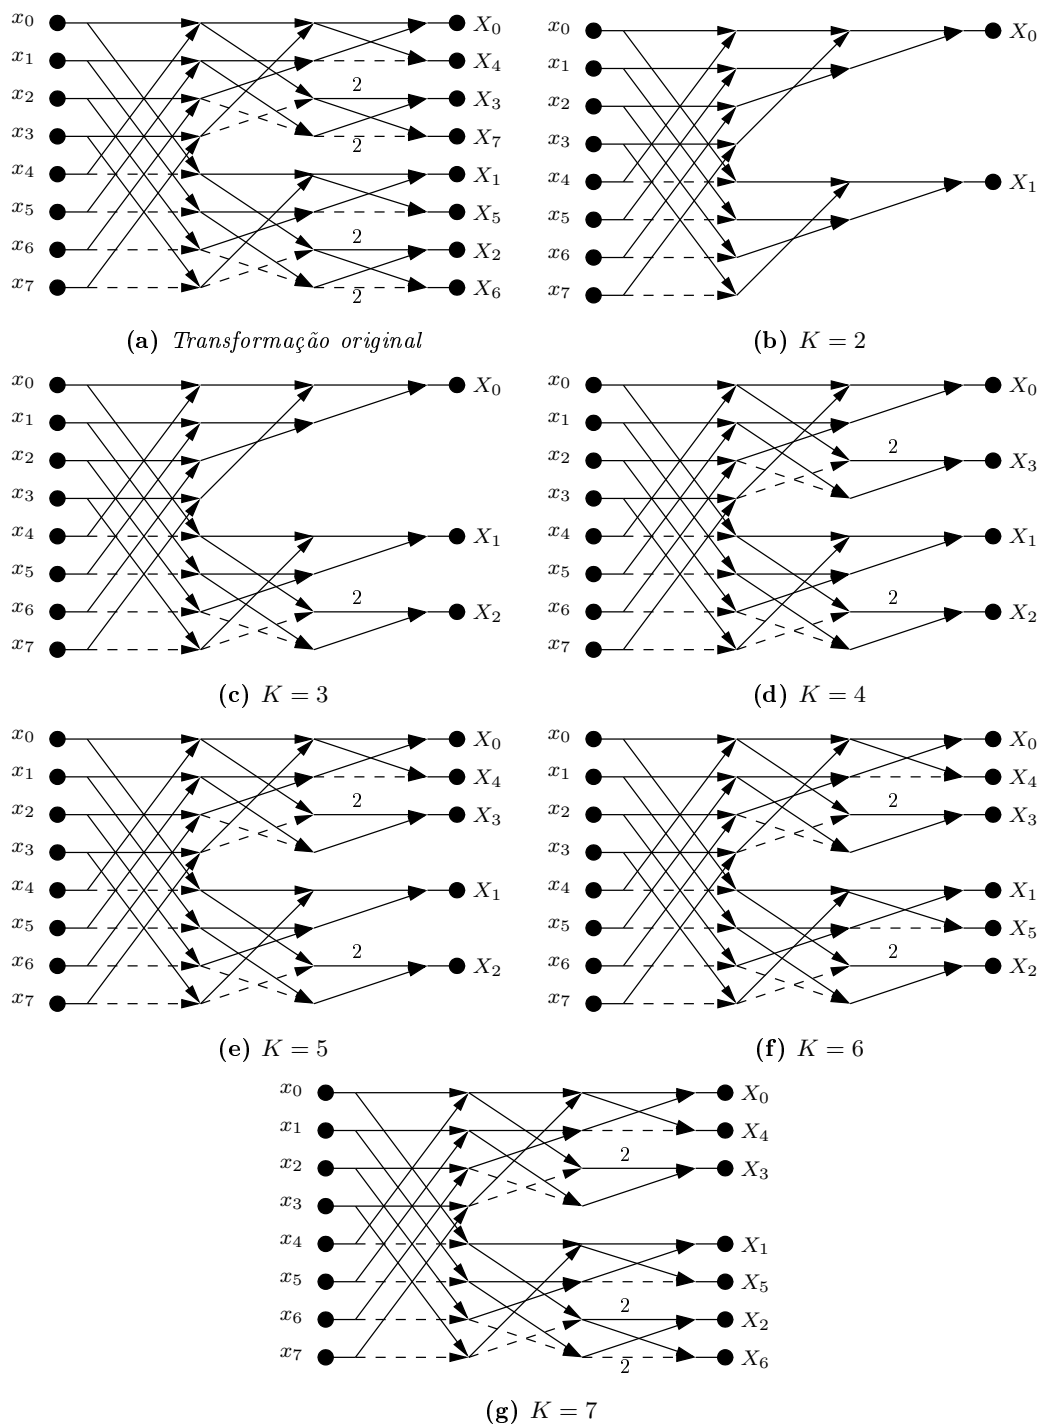 x₀ X₀
x₁ X₄
2
x₂ X₃
x₃ X₇
2
x₄ X₁
x₅ X₅
2
x₆ X₂
x₇ X₆
2
(a) Transformação original
x₀ X₀
x₁
x₂
x₃
x₄ X₁
x₅
x₆
x₇
(b) K = 2
x₀ X₀
x₁
x₂
x₃
x₄ X₁
x₅
2
x₆ X₂
x₇
(c) K = 3
x₀ X₀
x₁
2
x₂ X₃
x₃
x₄ X₁
x₅
2
x₆ X₂
x₇
(d) K = 4
x₀ X₀
x₁ X₄
2
x₂ X₃
x₃
x₄ X₁
x₅
2
x₆ X₂
x₇
(e) K = 5
x₀ X₀
x₁ X₄
2
x₂ X₃
x₃
x₄ X₁
x₅ X₅
2
x₆ X₂
x₇
(f) K = 6
x₀ X₀
x₁ X₄
2
x₂ X₃
x₃
x₄ X₁
x₅ X₅
2
x₆ X₂
x₇ X₆
2
(g) K = 7